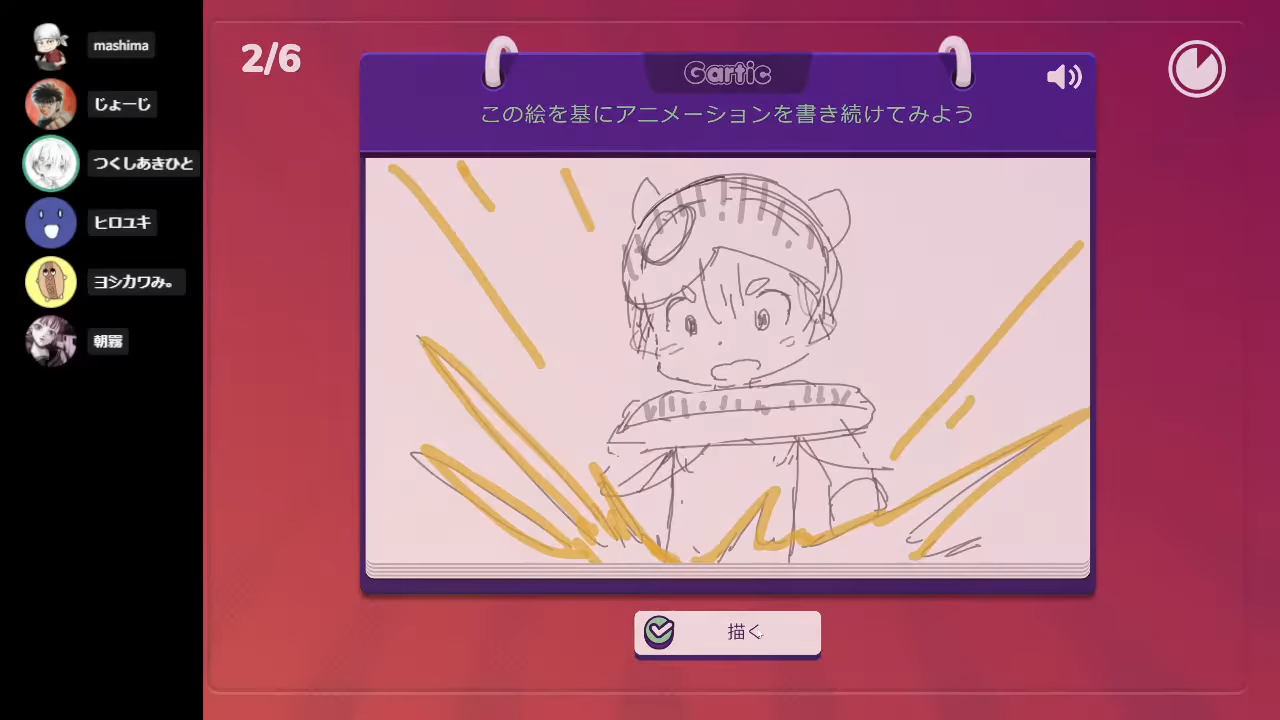 mashima
じょーじ
つくしあきひと
ヒロユキ
ヨシカワみ。
朝霧
2/6
Gartic
この絵を基にアニメーションを書き続けてみよう
描く